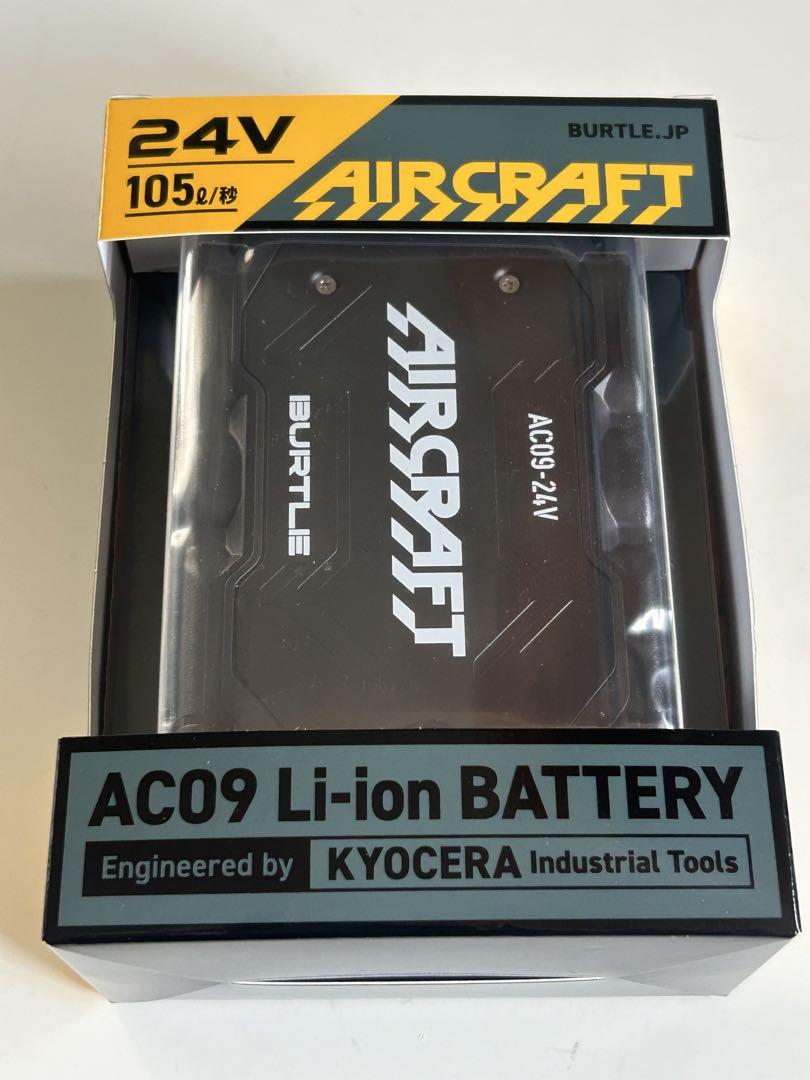 24V
105ℓ/秒
BURTLE.JP
AIRCRAFT
AC09-24V
AIRCRAFT
BURTLE
AC09 Li-ion BATTERY
Engineered by KYOCERA Industrial Tools